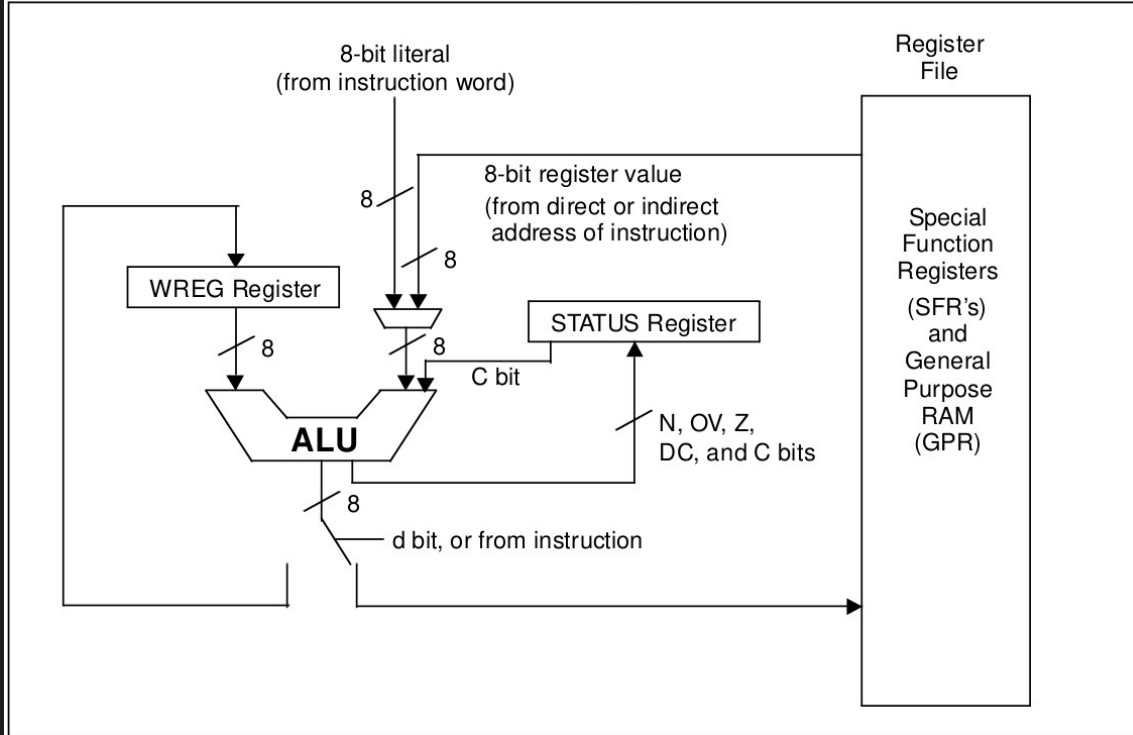 8-bit literal
(from instruction word)
Register
File
8
8-bit register value
(from direct or indirect
address of instruction)
8
WREG Register
8
8
STATUS Register
C bit
ALU
N, OV, Z,
DC, and C bits
8
d bit, or from instruction
Special
Function
Registers
(SFR's)
and
General
Purpose
RAM
(GPR)